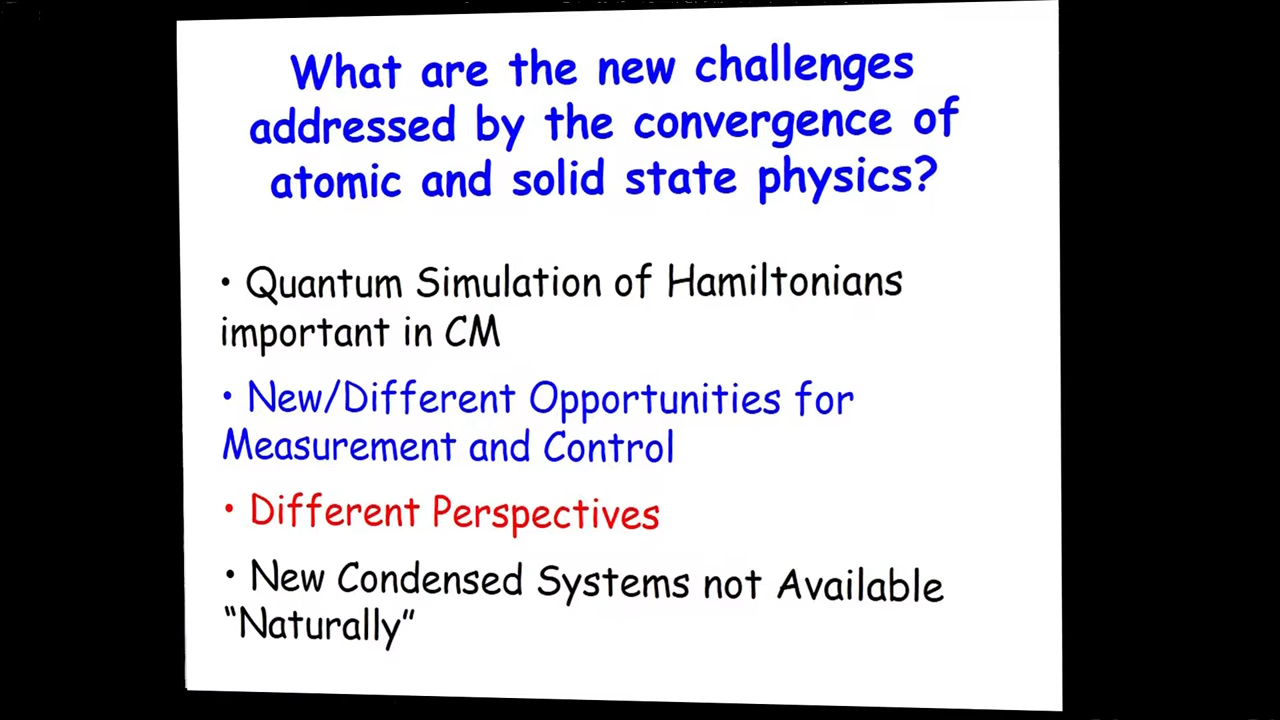 What are the new challenges
addressed by the convergence of
atomic and solid state physics?
• Quantum Simulation of Hamiltonians
important in CM
• New/Different Opportunities for
Measurement and Control
• Different Perspectives
• New Condensed Systems not Available
“Naturally”